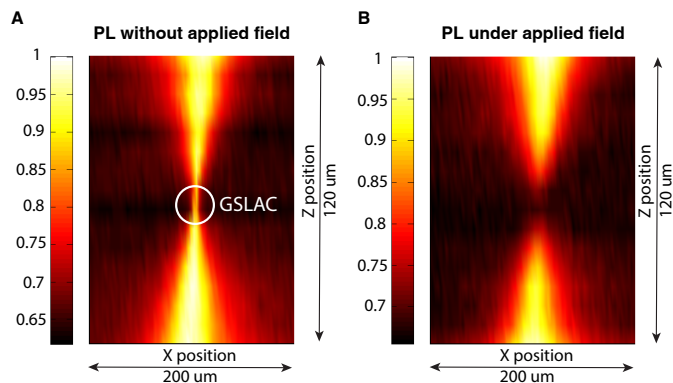 A
PL without applied field
1
0.95
0.9
0.85
0.8
0.75
0.7
0.65
GSLAC
Z position
120 um
X position
200 um
B
PL under applied field
1
0.95
0.9
0.85
0.8
0.75
0.7
Z position
120 um
X position
200 um